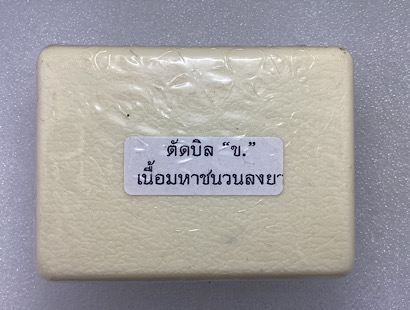 ตัดบิล “ข.”
เนื้อมหาชนวนลงยา